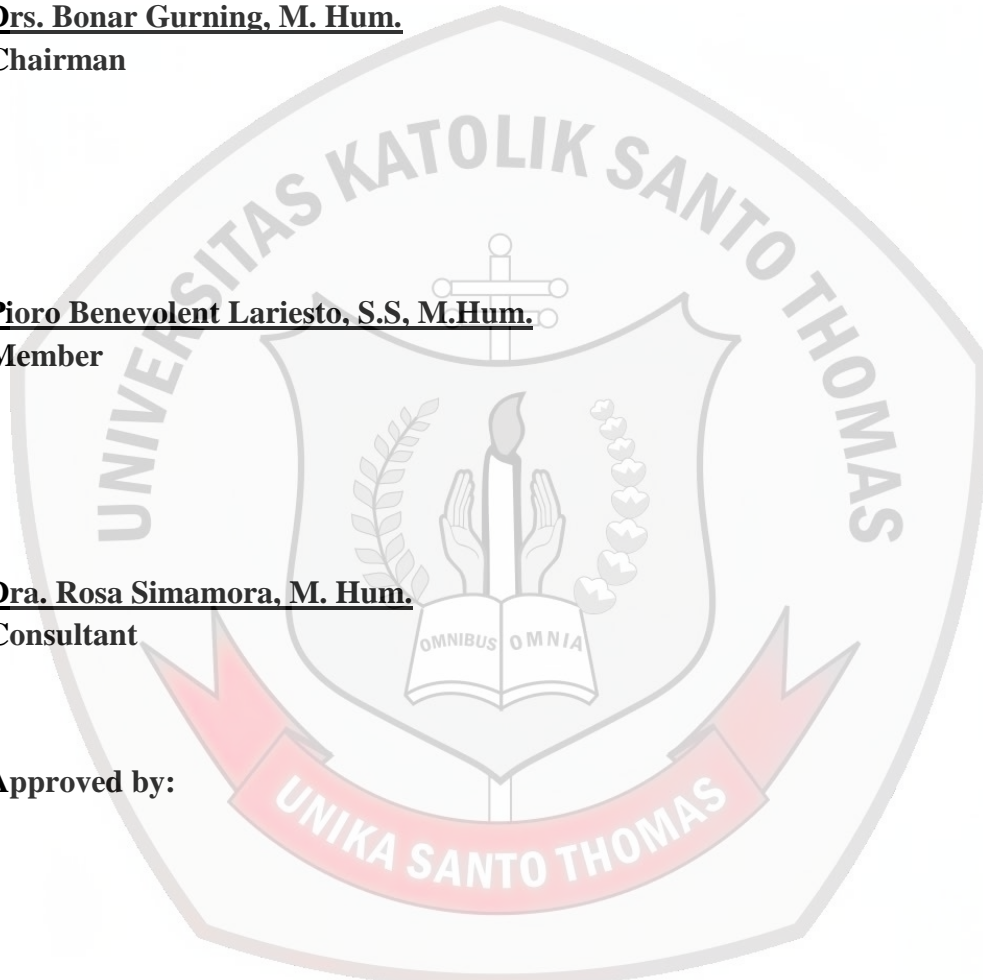 Drs. Bonar Gurning, M. Hum.
Chairman
UNIVERSITAS KATOLIK SANTO THOMAS
Pioro Benevolent Lariesto, S.S, M.Hum.
Member
Dra. Rosa Simamora, M. Hum.
Consultant
OMNIBUS OMNIA
Approved by:
UNIKA SANTO THOMAS